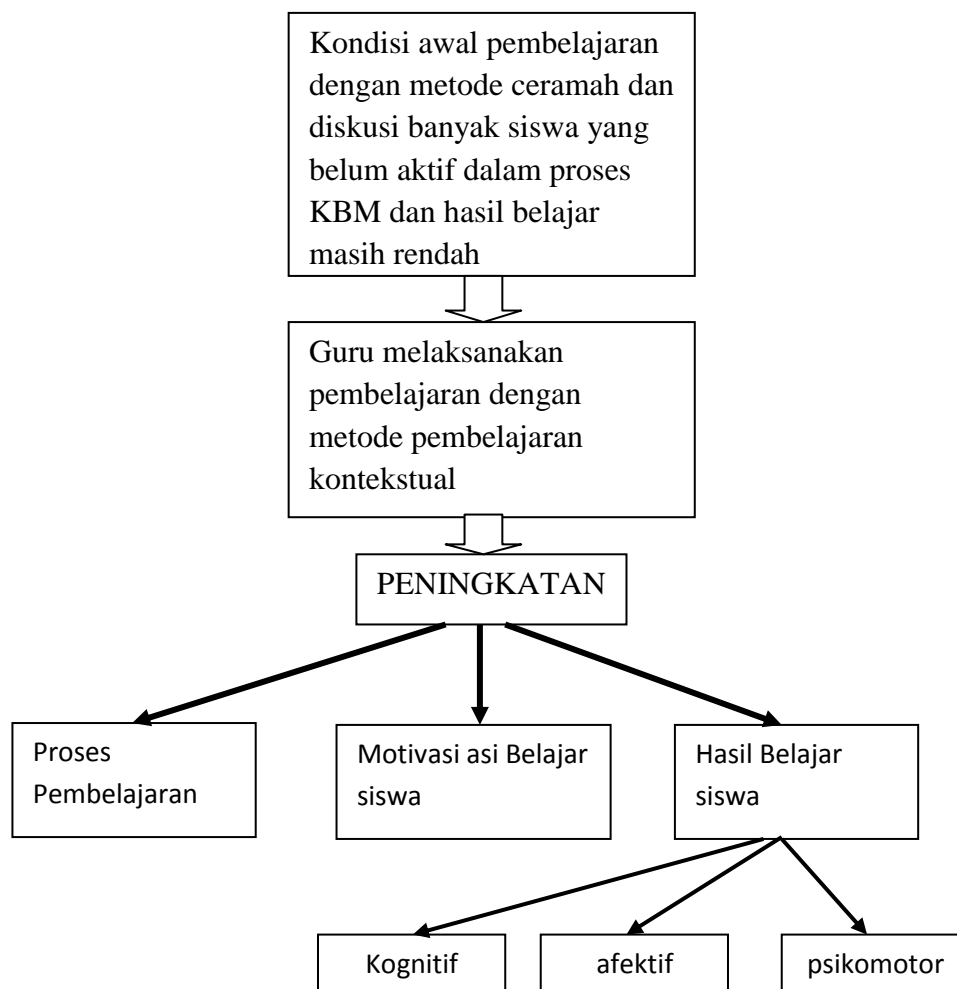 Kondisi awal pembelajaran
dengan metode ceramah dan
diskusi banyak siswa yang
belum aktif dalam proses
KBM dan hasil belajar
masih rendah
Guru melaksanakan
pembelajaran dengan
metode pembelajaran
kontekstual
PENINGKATAN
Proses
Pembelajaran
Motivasi asi Belajar
siswa
Hasil Belajar
siswa
Kognitif
afektif
psikomotor